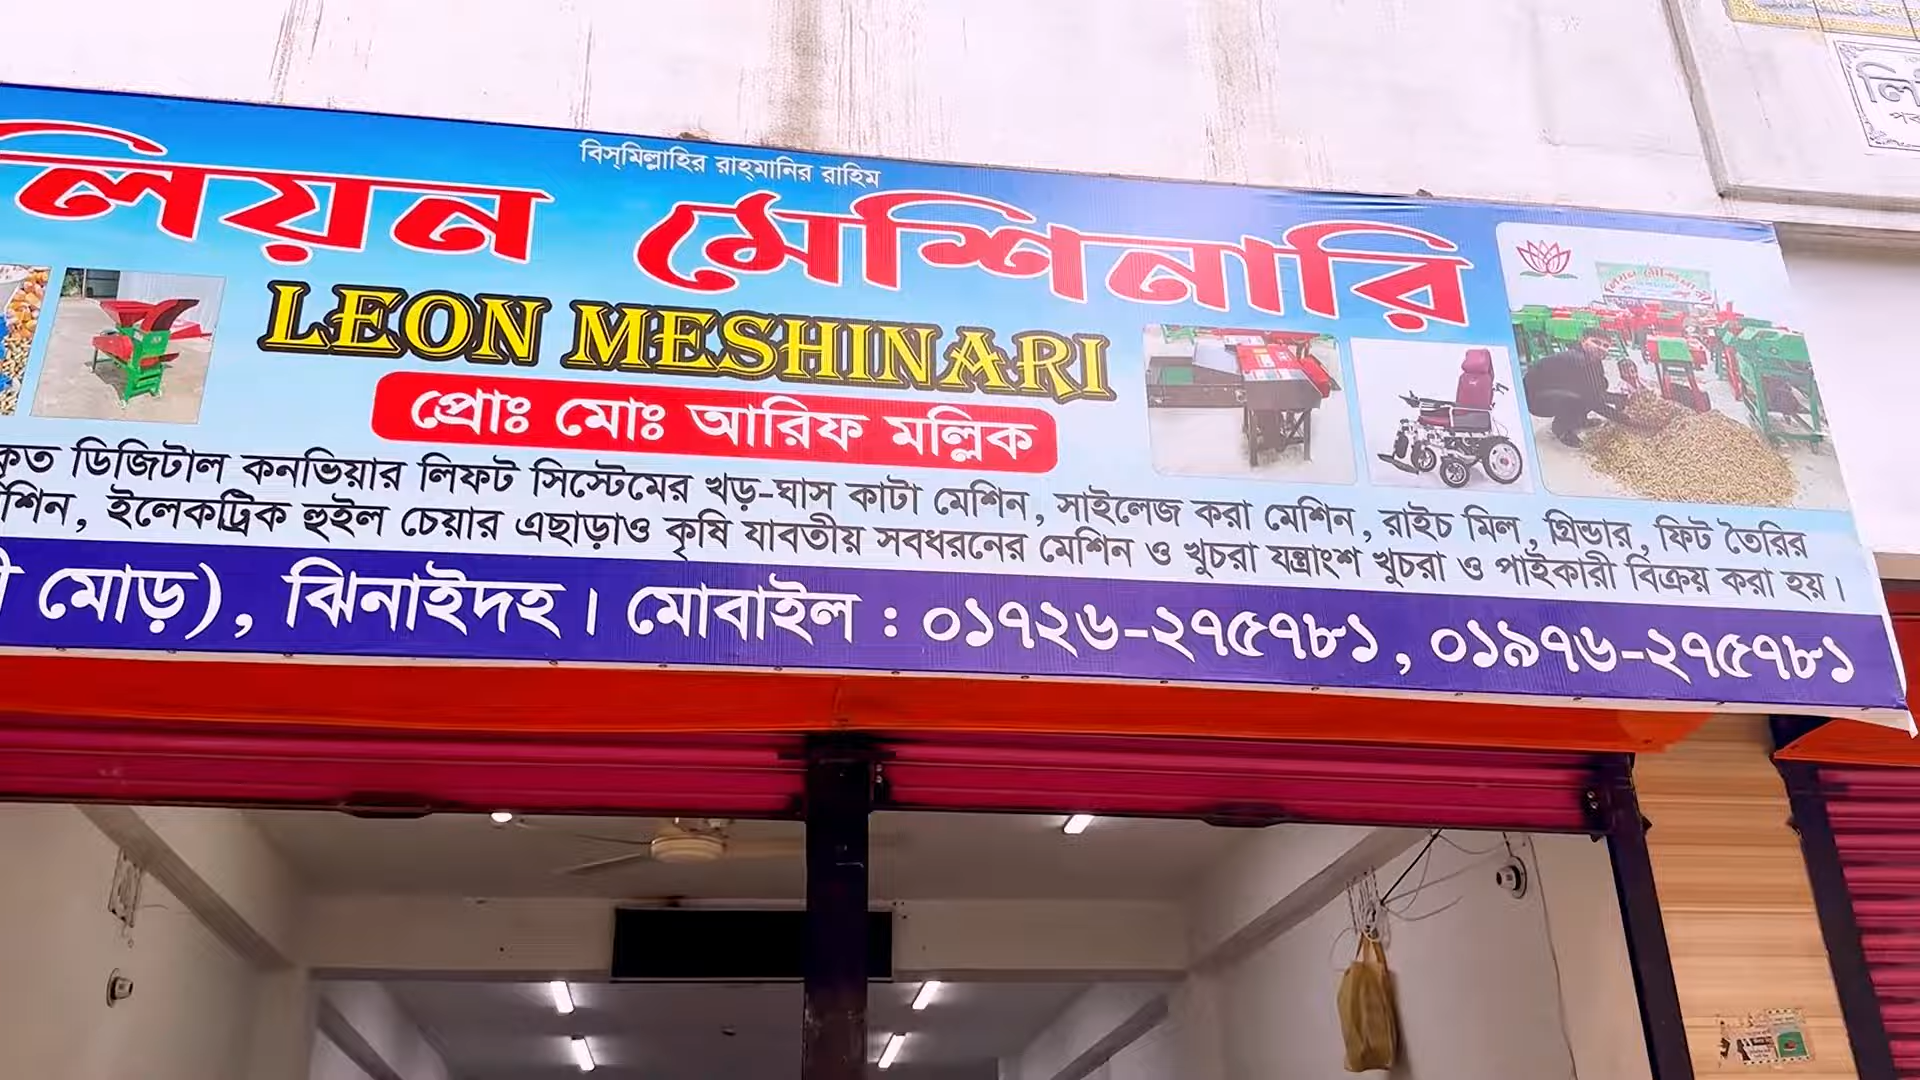 বিস্‌মিল্লাহির রাহ্‌মানির রাহিম
লিয়ন মেশিনারি
LEON MESHINARI
প্রোঃ মোঃ আরিফ মল্লিক
ডিজিটাল কনভিয়ার লিফট সিস্টেমের খড়-ঘাস কাটা মেশিন, সাইলেজ করা মেশিন, রাইচ মিল, গ্রিন্ডার, ফিট তৈরির
ইলেকট্রিক হুইল চেয়ার এছাড়াও কৃষি যাবতীয় সবধরনের মেশিন ও খুচরা যন্ত্রাংশ খুচরা ও পাইকারী বিক্রয় করা হয়।
মোড়), ঝিনাইদহ। মোবাইল : ০১৭২৬-২৭৫৭৮১, ০১৯৭৬-২৭৫৭৮১